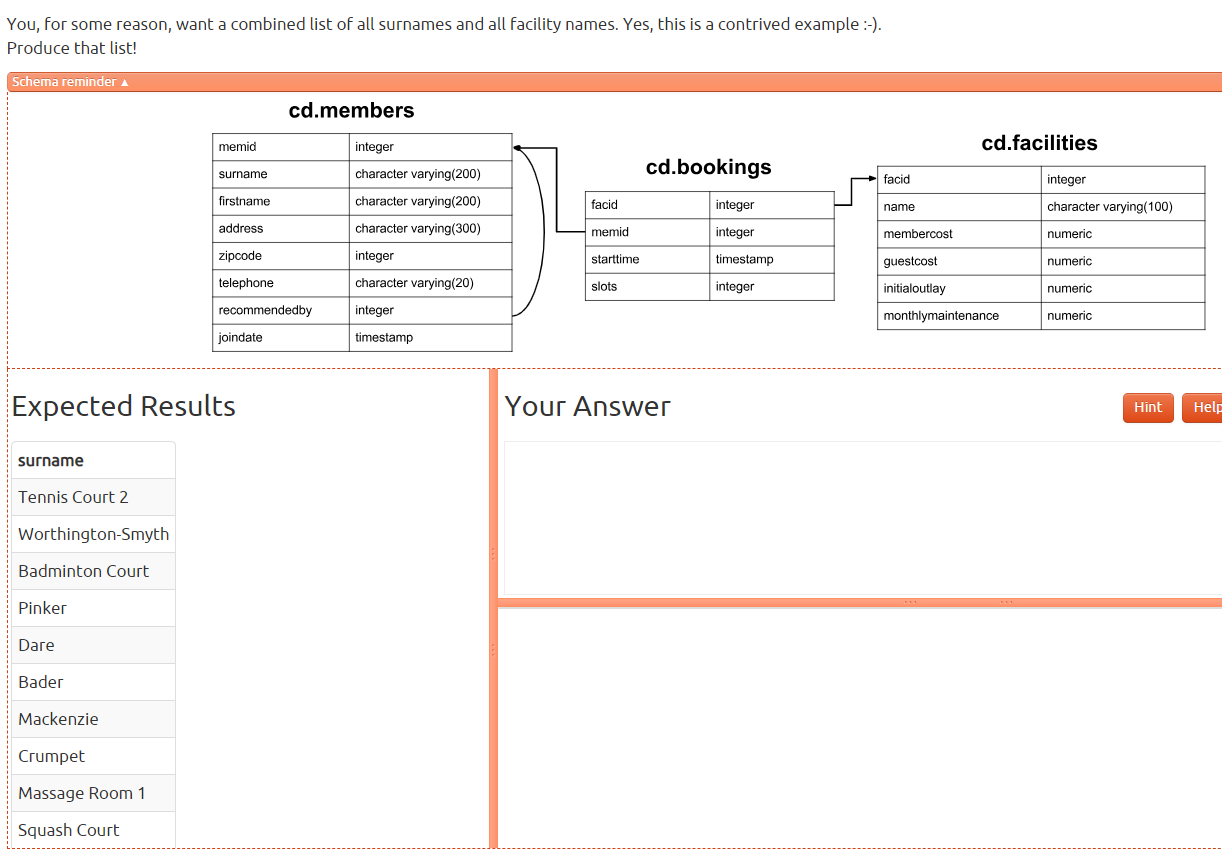 You, for some reason, want a combined list of all surnames and all facility names. Yes, this is a contrived example :-).
Produce that list!
Schema reminder ▲
cd.members
memid integer
surname character varying(200)
firstname character varying(200)
address character varying(300)
zipcode integer
telephone character varying(20)
recommendedby integer
joindate timestamp
cd.bookings
facid integer
memid integer
starttime timestamp
slots integer
cd.facilities
facid integer
name character varying(100)
membercost numeric
guestcost numeric
initialoutlay numeric
monthlymaintenance numeric
Expected Results
surname
Tennis Court 2
Worthington-Smyth
Badminton Court
Pinker
Dare
Bader
Mackenzie
Crumpet
Massage Room 1
Squash Court
Your Answer
Hint
Help